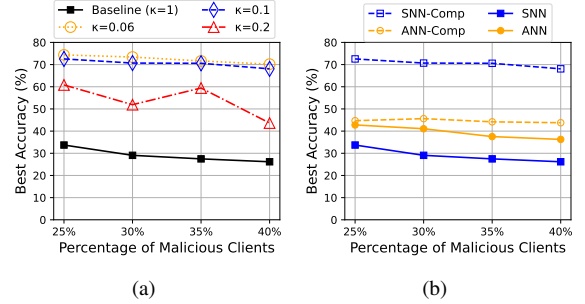 Baseline (κ=1)
κ=0.06
κ=0.1
κ=0.2
Best Accuracy (%)
80
70
60
50
40
30
20
10
0
25%
30%
35%
40%
Percentage of Malicious Clients
(a)
SNN-Comp
ANN-Comp
SNN
ANN
Best Accuracy (%)
80
70
60
50
40
30
20
10
0
25%
30%
35%
40%
Percentage of Malicious Clients
(b)